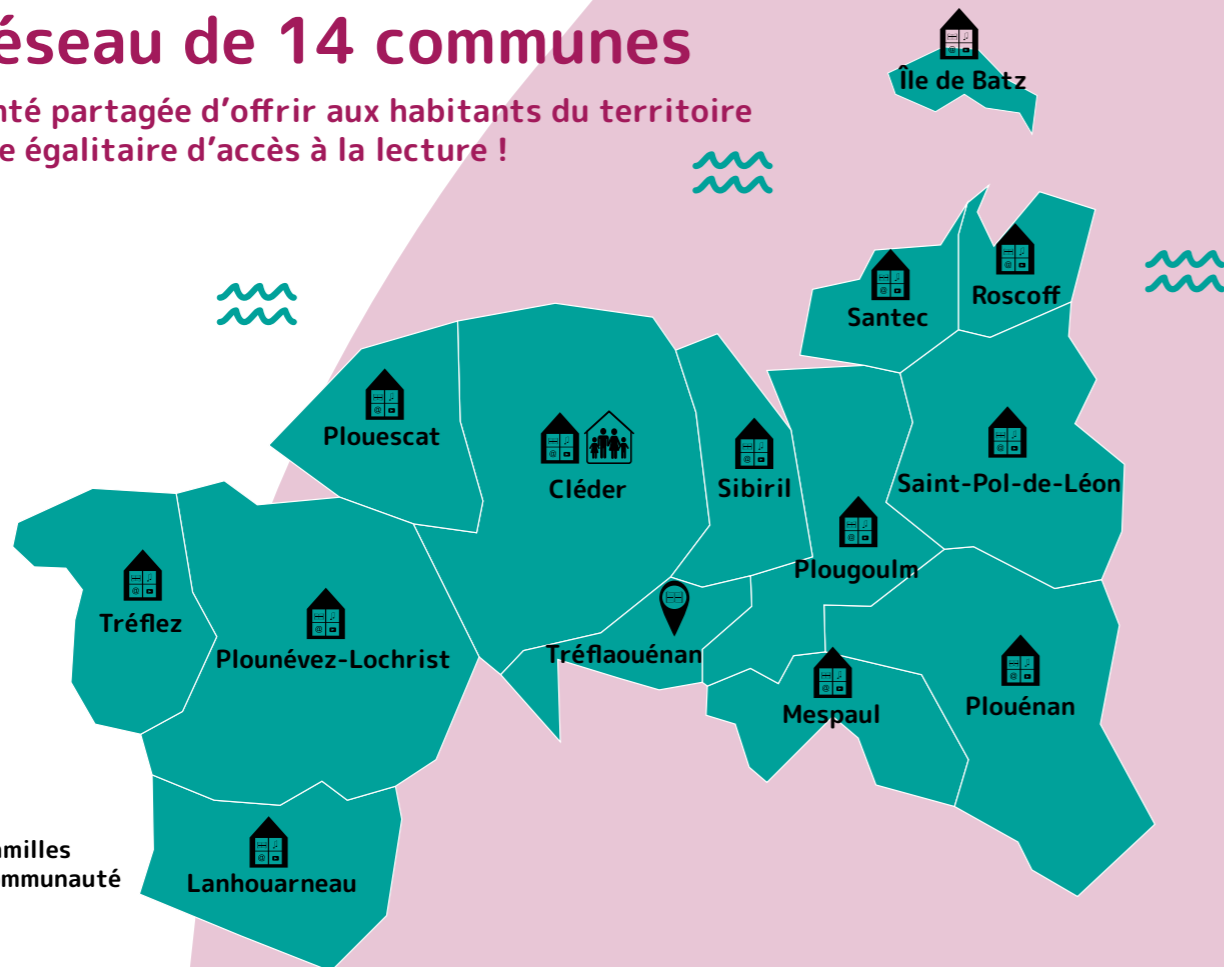 éseau de 14 communes
nté partagée d'offrir aux habitants du territoire
e égalitaire d'accès à la lecture !
Île de Batz
Roscoff
Santec
Plouescat
Cléder
Sibiril
Saint-Pol-de-Léon
Plougoulm
Tréflez
Plounévez-Lochrist
Tréflaouénan
Mespaul
Plouénan
Lanhouarneau
amilles
ommunauté